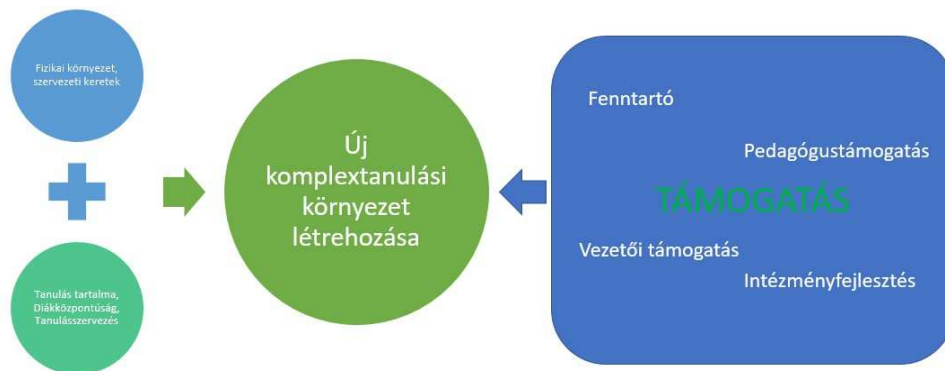 Fizikai környezet,
szervezeti keretek
Tanulás tartalma,
Diákközpontúság,
Tanulásszervezés
Új
komplextanulási
környezet
létrehozása
Fenntartó
Pedagógustámogatás
TÁMOGATÁS
Vezetői támogatás
Intézményfejlesztés